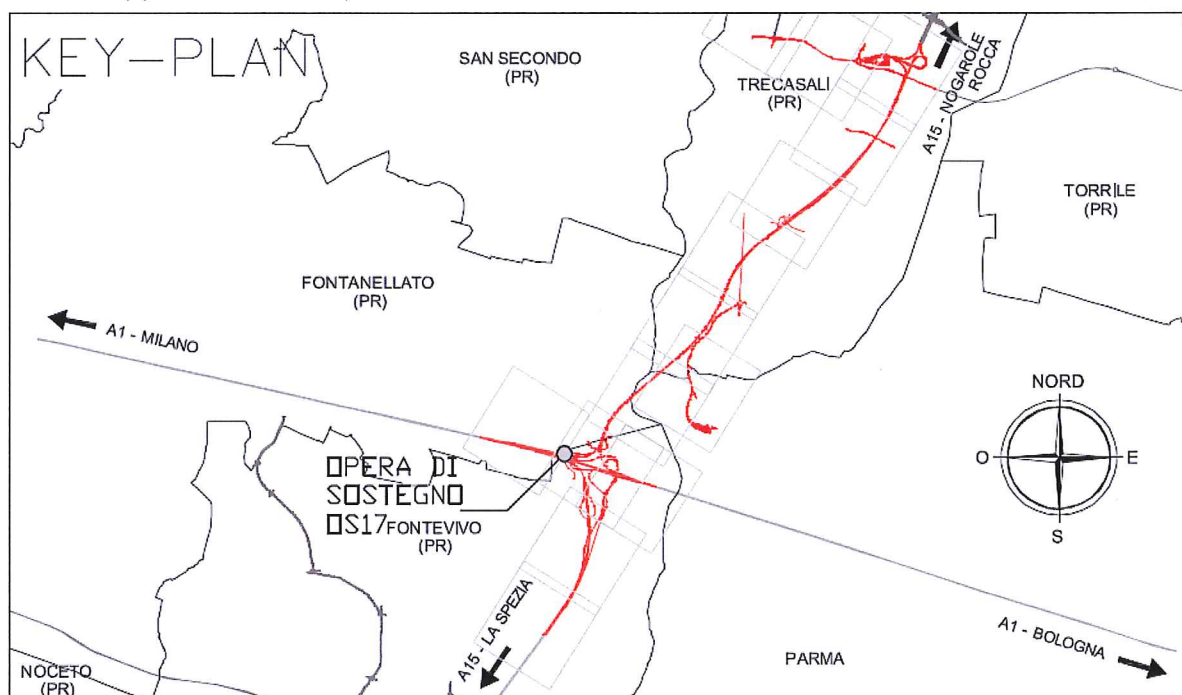 KEY-PLAN
SAN SECONDO
(PR)
TRECASALI
(PR)
A15 - NOGAROLE
ROCCA
TORRILE
(PR)
FONTANELLATO
(PR)
A1 - MILANO
NORD
O
E
S
OPERA DI
SOSTEGNO
OS17
FONTEVIVO
(PR)
A15 - LA SPEZIA
A1 - BOLOGNA
PARMA
NOCETO
(PR)